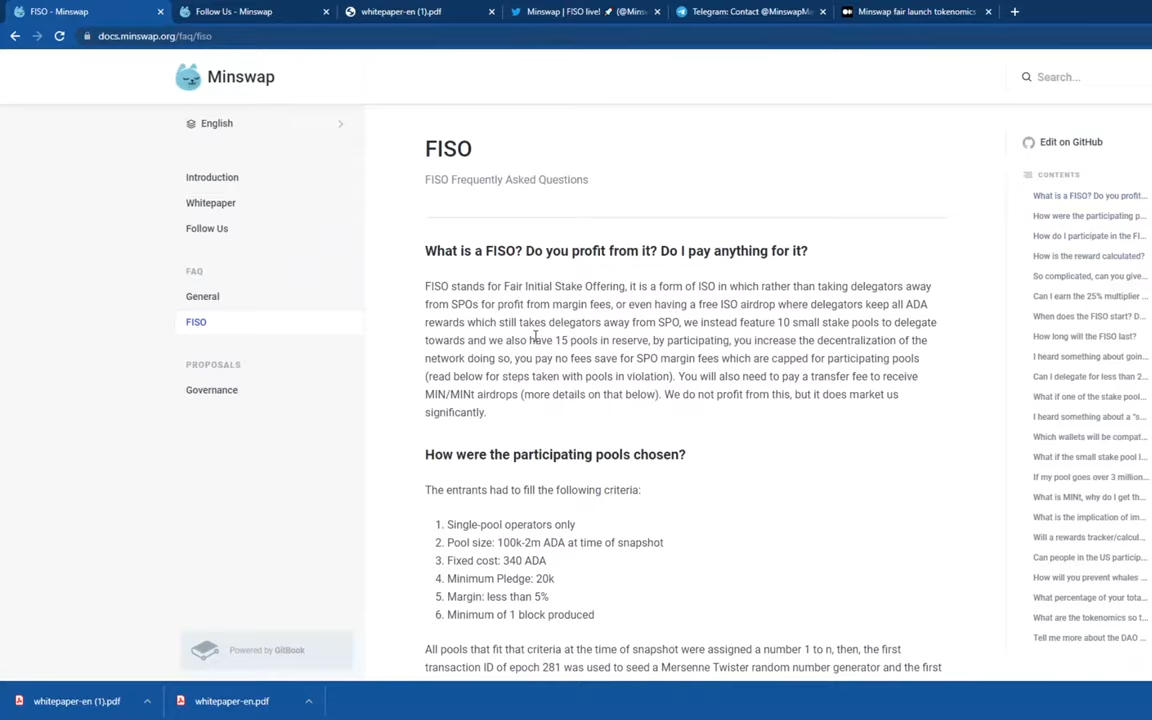 FISO - Minswap
Follow Us - Minswap
whitepaper-en (1).pdf
Minswap | FISO live! 📌 (@Mins
Telegram: Contact @MinswapMa
Minswap fair launch tokenomics
docs.minswap.org/faq/fiso
Minswap
Search...
English
Introduction
Whitepaper
Follow Us
FAQ
General
FISO
PROPOSALS
Governance
Powered by GitBook
FISO
FISO Frequently Asked Questions
What is a FISO? Do you profit from it? Do I pay anything for it?
FISO stands for Fair Initial Stake Offering, it is a form of ISO in which rather than taking delegators away
from SPOs for profit from margin fees, or even having a free ISO airdrop where delegators keep all ADA
rewards which still takes delegators away from SPO, we instead feature 10 small stake pools to delegate
towards and we also have 15 pools in reserve, by participating, you increase the decentralization of the
network doing so, you pay no fees save for SPO margin fees which are capped for participating pools
(read below for steps taken with pools in violation). You will also need to pay a transfer fee to receive
MIN/MINt airdrops (more details on that below). We do not profit from this, but it does market us
significantly.
How were the participating pools chosen?
The entrants had to fill the following criteria:
1. Single-pool operators only
2. Pool size: 100k-2m ADA at time of snapshot
3. Fixed cost: 340 ADA
4. Minimum Pledge: 20k
5. Margin: less than 5%
6. Minimum of 1 block produced
All pools that fit that criteria at the time of snapshot were assigned a number 1 to n, then, the first
transaction ID of epoch 281 was used to seed a Mersenne Twister random number generator and the first
Edit on GitHub
CONTENTS
What is a FISO? Do you profit...
How were the participating p...
How do I participate in the FI...
How is the reward calculated?
So complicated, can you give...
Can I earn the 25% multiplier ...
When does the FISO start? D...
How long will the FISO last?
I heard something about goin...
Can I delegate for less than 2...
What if one of the stake pool...
I heard something about a "s...
Which wallets will be compat...
What if the small stake pool I...
If my pool goes over 3 million...
What is MINt, why do I get th...
What is the implication of im...
Will a rewards tracker/calcul...
Can people in the US particip...
How will you prevent whales ...
What percentage of your tota...
What are the tokenomics so t...
Tell me more about the DAO ...
whitepaper-en (1).pdf
whitepaper-en.pdf